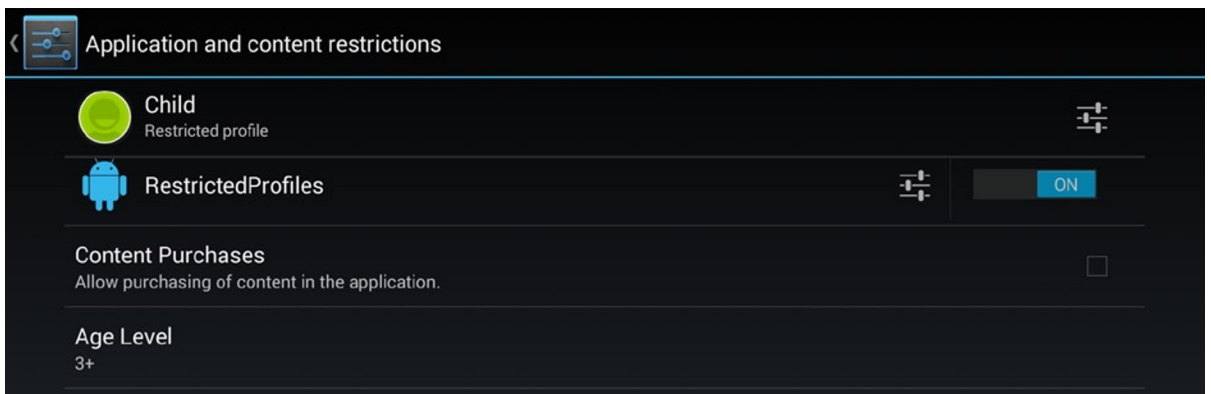 Application and content restrictions
Child
Restricted profile
RestrictedProfiles
ON
Content Purchases
Allow purchasing of content in the application.
Age Level
3+